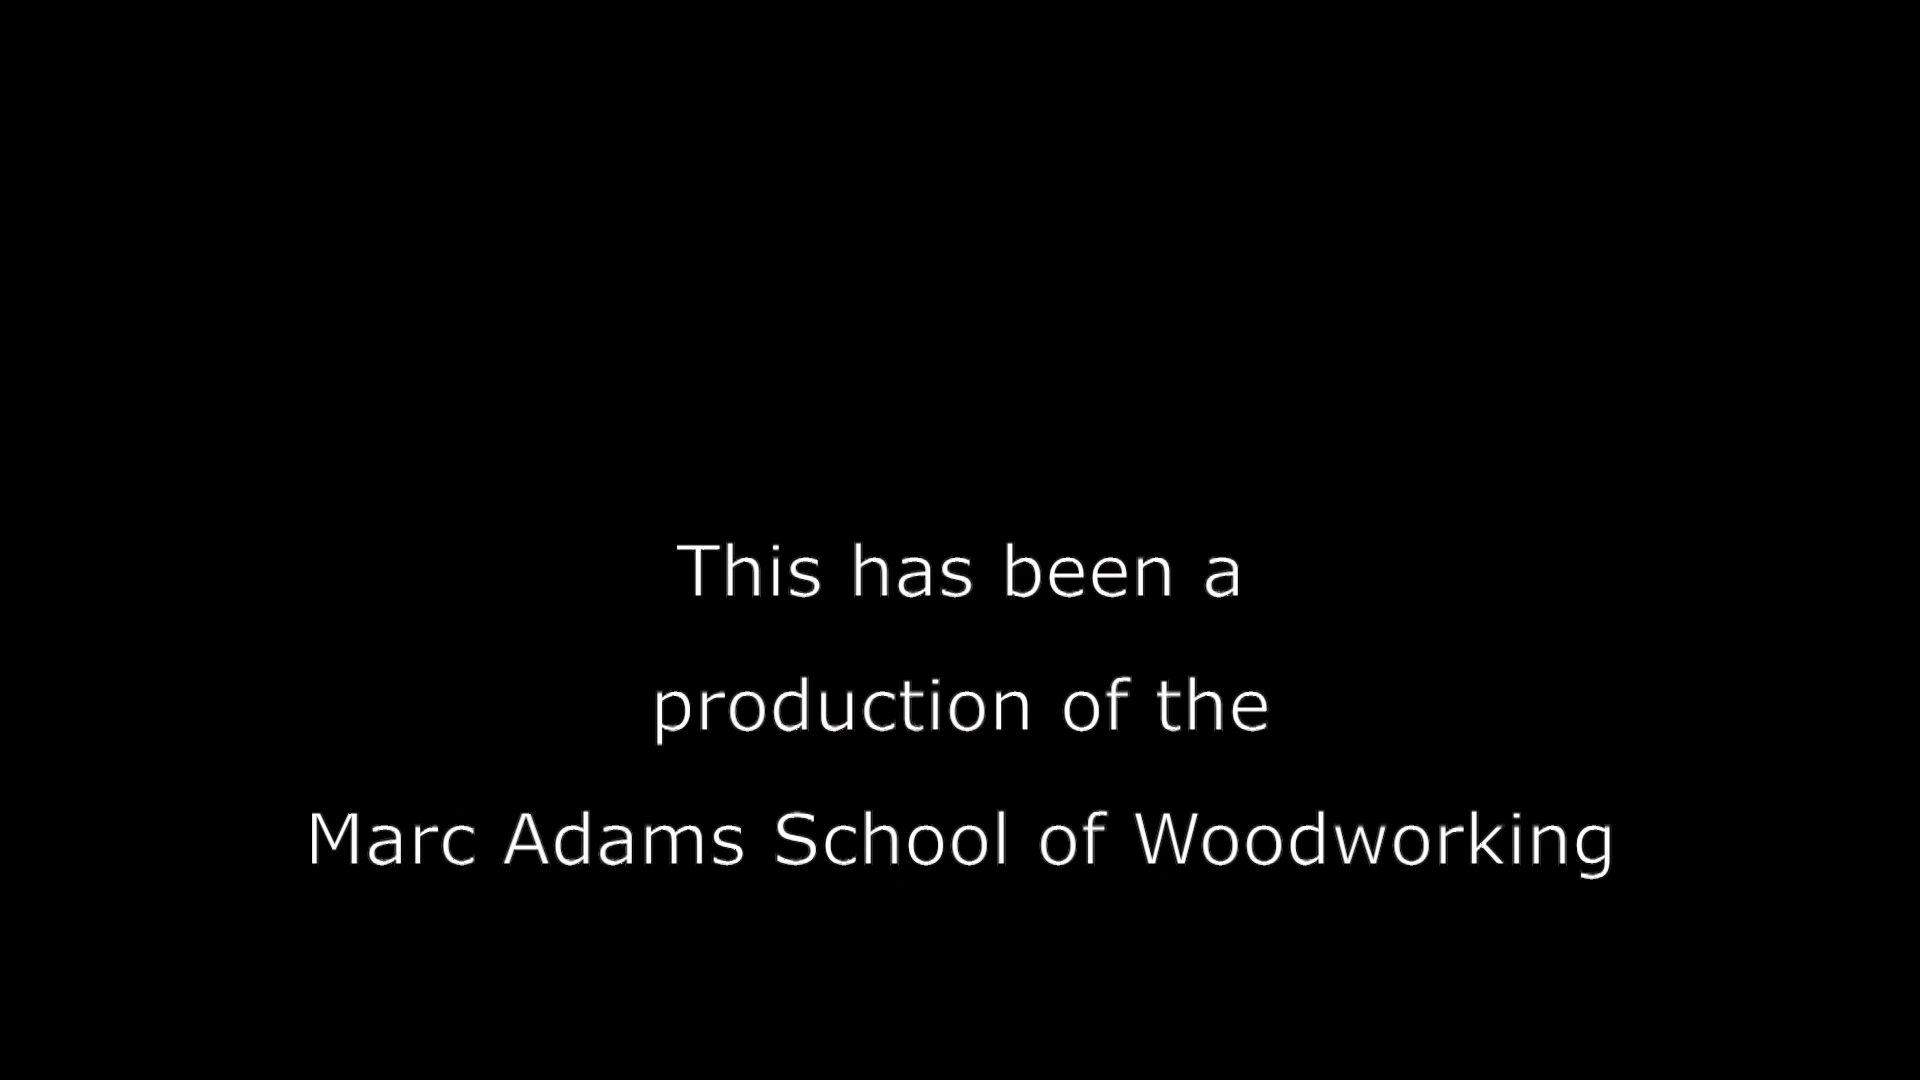 This has been a
production of the
Marc Adams School of Woodworking